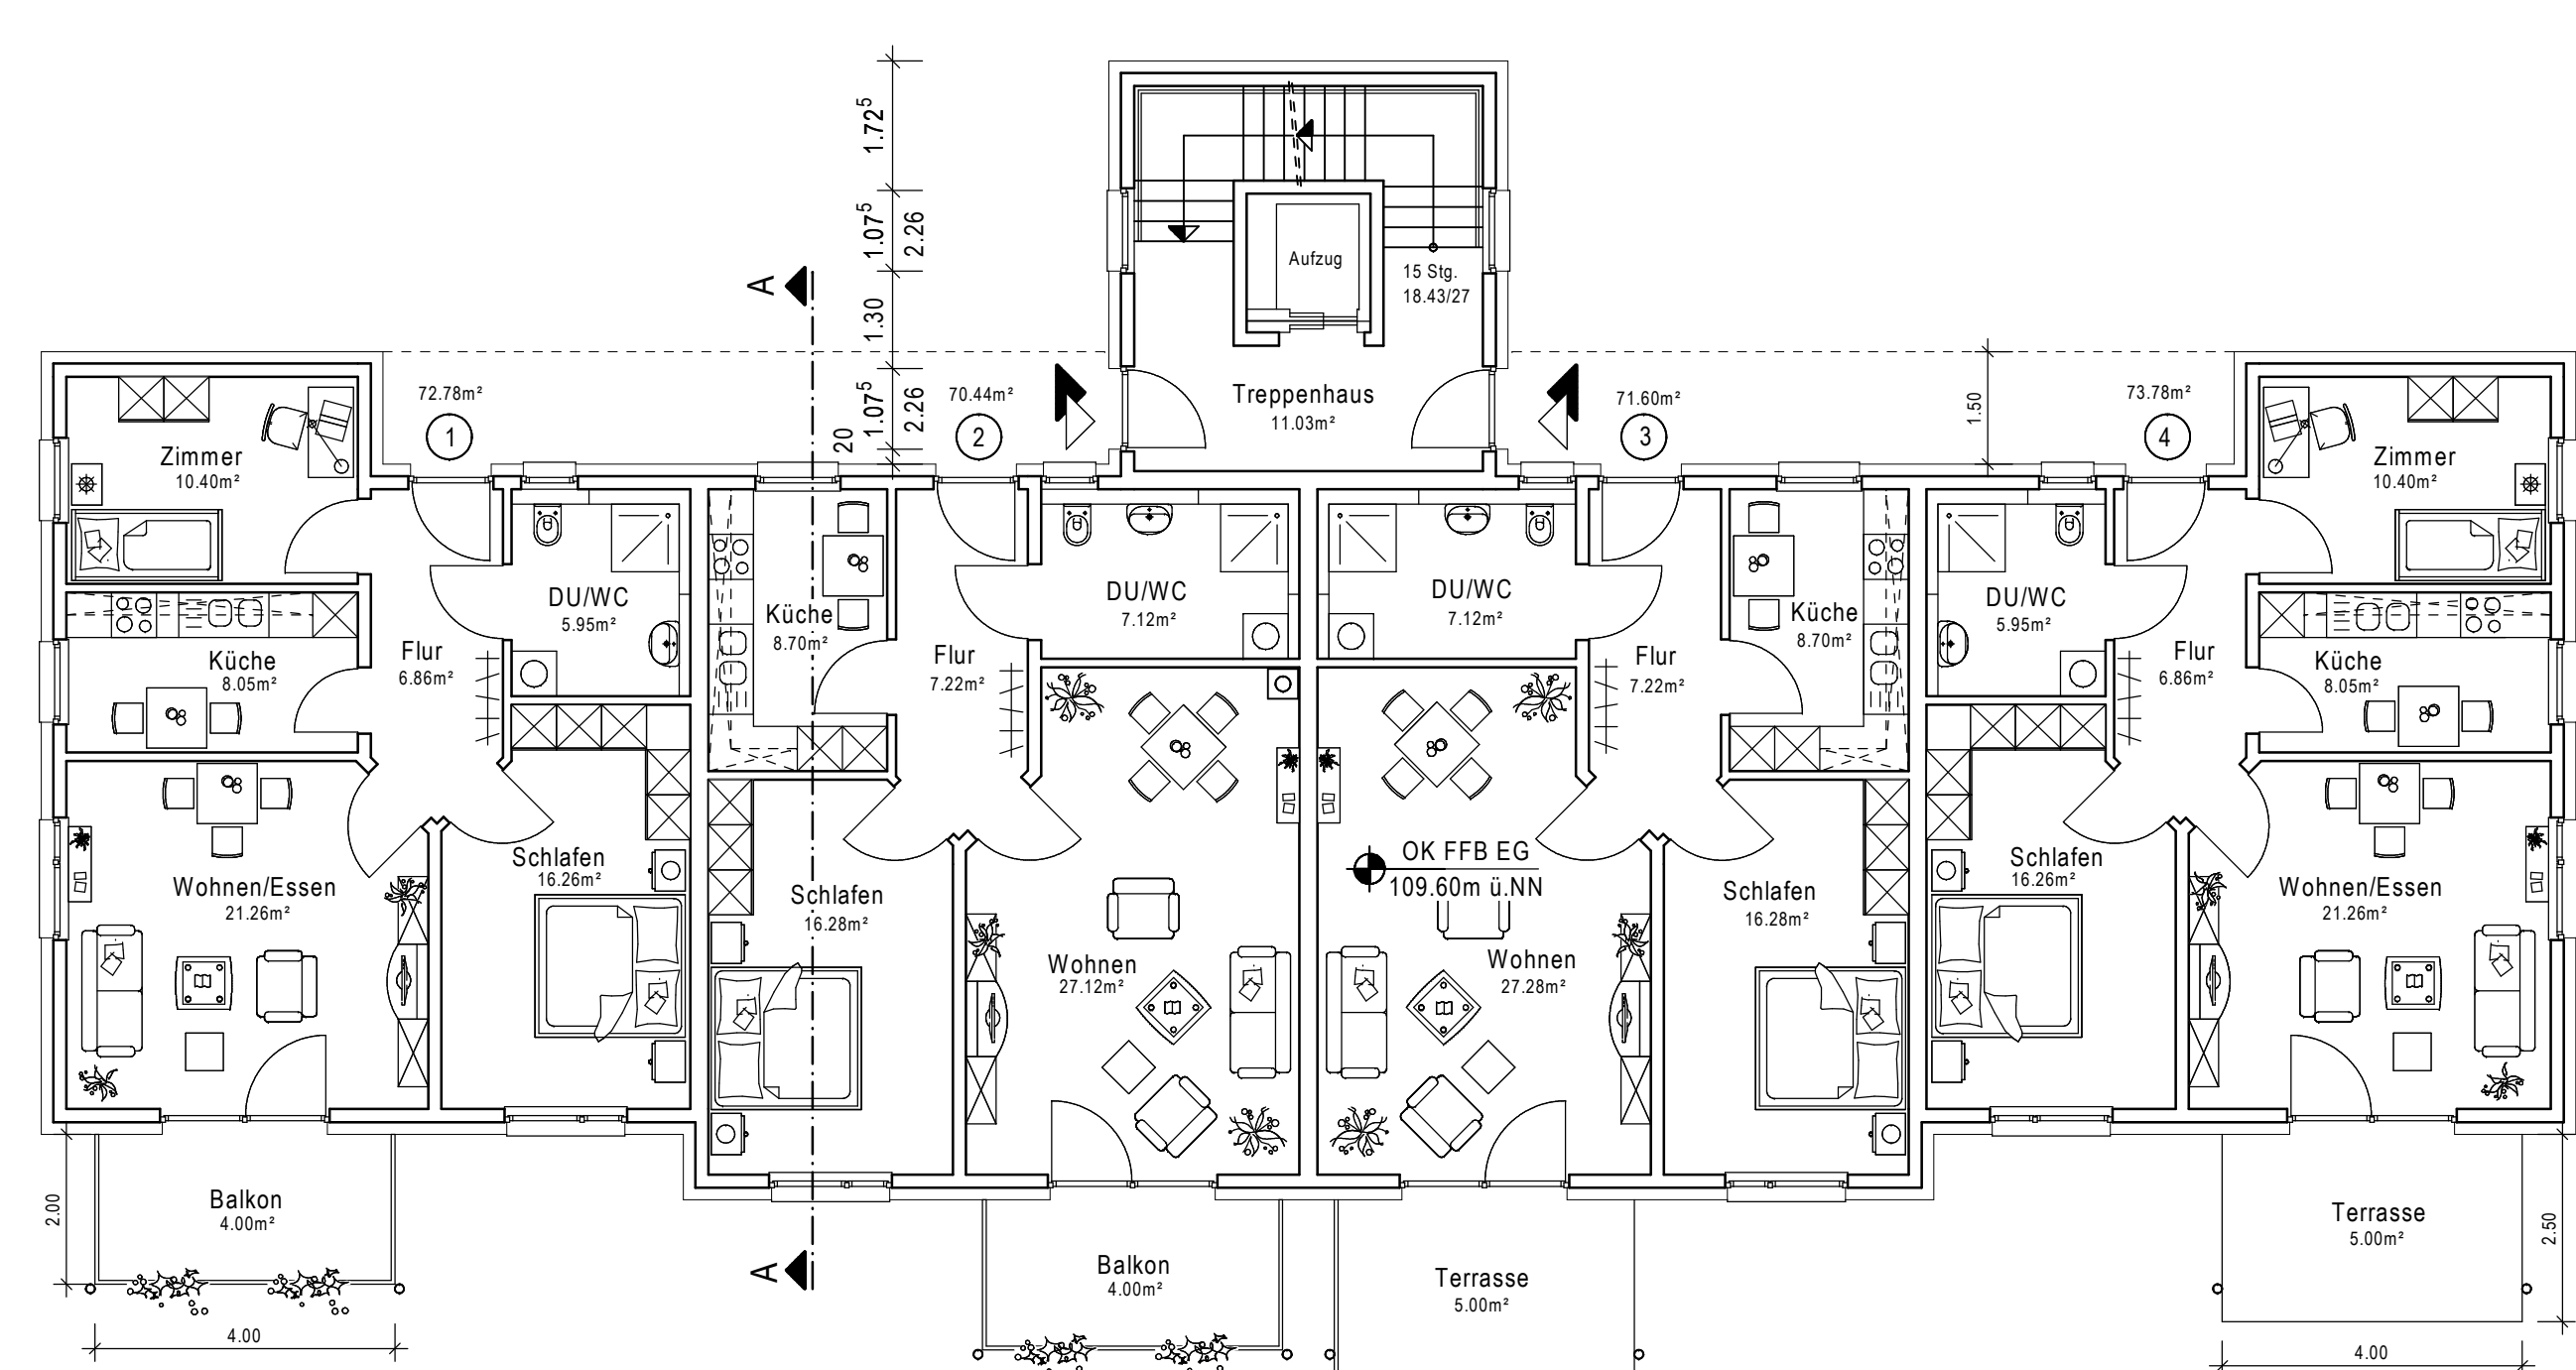 1.72⁵
1.07⁵
2.26
1.30
1.07⁵
2.26
20
A
Aufzug
15 Stg.
18.43/27
Treppenhaus
11.03m²
1.50
72.78m²
1
70.44m²
2
71.60m²
3
73.78m²
4
Zimmer
10.40m²
Küche
8.05m²
Flur
6.86m²
DU/WC
5.95m²
Wohnen/Essen
21.26m²
Schlafen
16.26m²
Küche
8.70m²
Flur
7.22m²
DU/WC
7.12m²
Schlafen
16.28m²
Wohnen
27.12m²
DU/WC
7.12m²
Flur
7.22m²
Küche
8.70m²
OK FFB EG
109.60m ü.NN
Wohnen
27.28m²
Schlafen
16.28m²
DU/WC
5.95m²
Flur
6.86m²
Zimmer
10.40m²
Küche
8.05m²
Schlafen
16.26m²
Wohnen/Essen
21.26m²
2.00
Balkon
4.00m²
4.00
A
Balkon
4.00m²
Terrasse
5.00m²
Terrasse
5.00m²
2.50
4.00